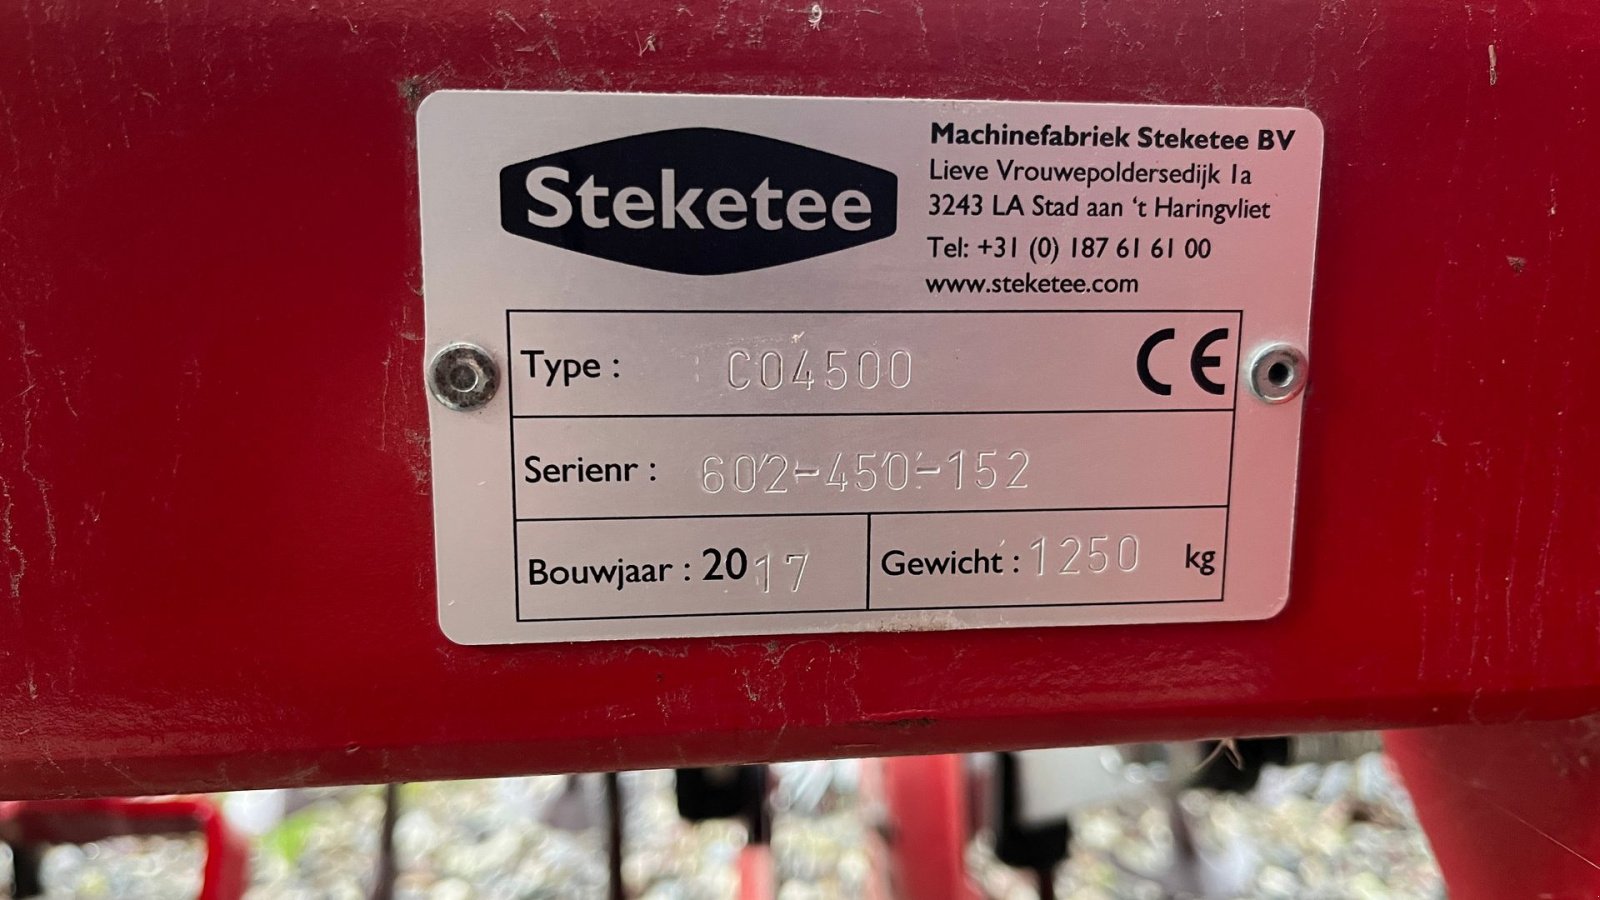 Steketee
Machinefabriek Steketee BV
Lieve Vrouwepoldersedijk 1a
3243 LA Stad aan ‘t Haringvliet
Tel: +31 (0) 187 61 61 00
www.steketee.com
Type : CO4500 CE
Serienr : 602-450-152
Bouwjaar : 2017 Gewicht : 1250 kg